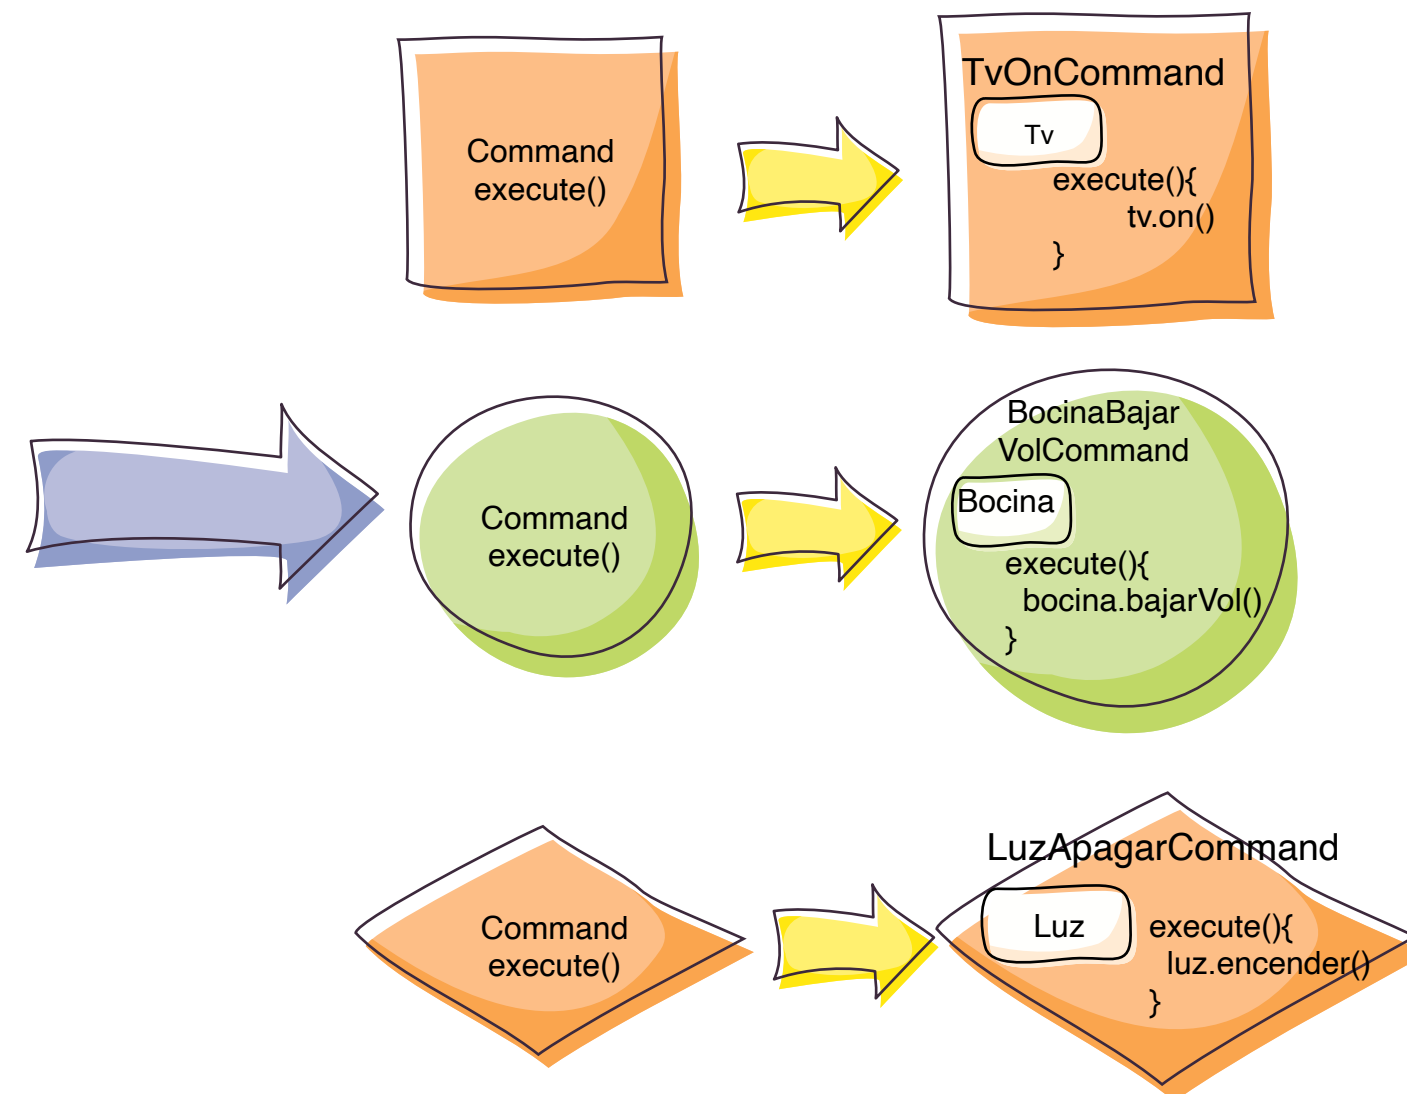 Command
execute()
TvOnCommand
Tv
execute(){
tv.on()
}
Command
execute()
BocinaBajar
VolCommand
Bocina
execute(){
bocina.bajarVol()
}
Command
execute()
LuzApagarCommand
Luz
execute(){
luz.encender()
}